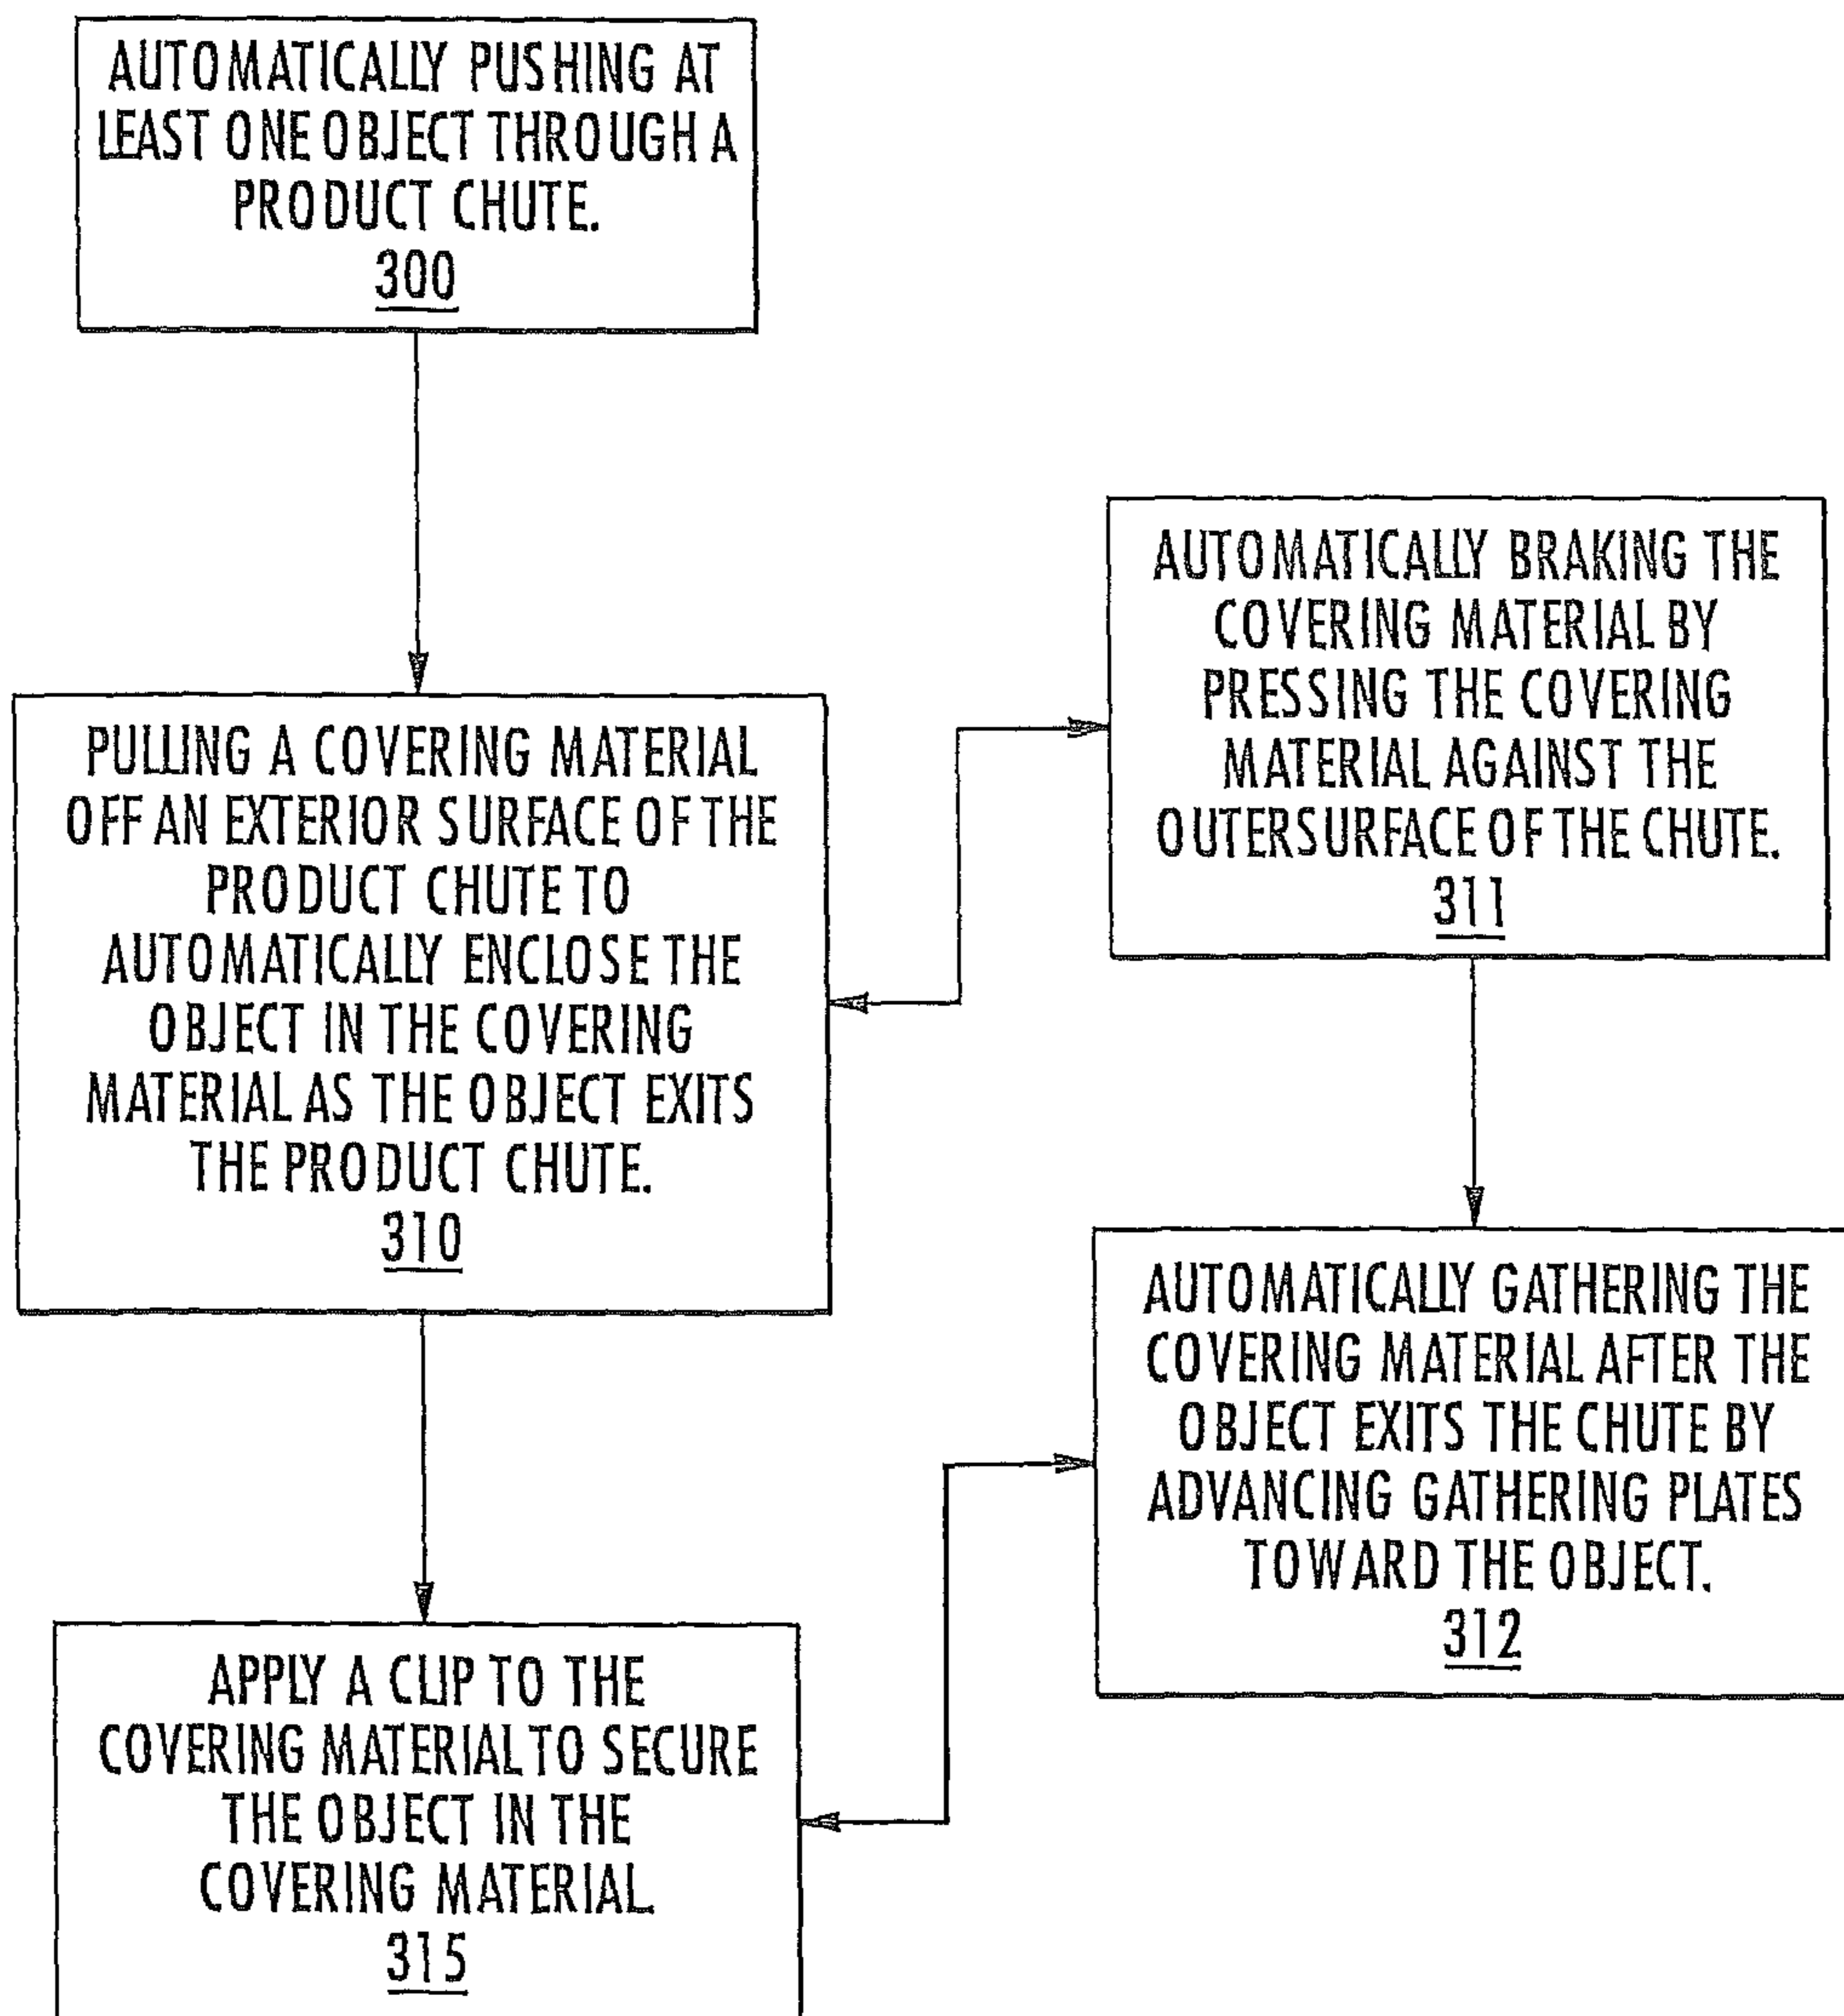 AUTOMATICALLY PUSHING AT
LEAST ONE OBJECT THROUGH A
PRODUCT CHUTE.
300
PULLING A COVERING MATERIAL
OFF AN EXTERIOR SURFACE OF THE
PRODUCT CHUTE TO
AUTOMATICALLY ENCLOSE THE
OBJECT IN THE COVERING
MATERIAL AS THE OBJECT EXITS
THE PRODUCT CHUTE.
310
AUTOMATICALLY BRAKING THE
COVERING MATERIAL BY
PRESSING THE COVERING
MATERIAL AGAINST THE
OUTERSURFACE OF THE CHUTE.
311
AUTOMATICALLY GATHERING THE
COVERING MATERIAL AFTER THE
OBJECT EXITS THE CHUTE BY
ADVANCING GATHERING PLATES
TOWARD THE OBJECT.
312
APPLY A CLIP TO THE
COVERING MATERIAL TO SECURE
THE OBJECT IN THE
COVERING MATERIAL.
315